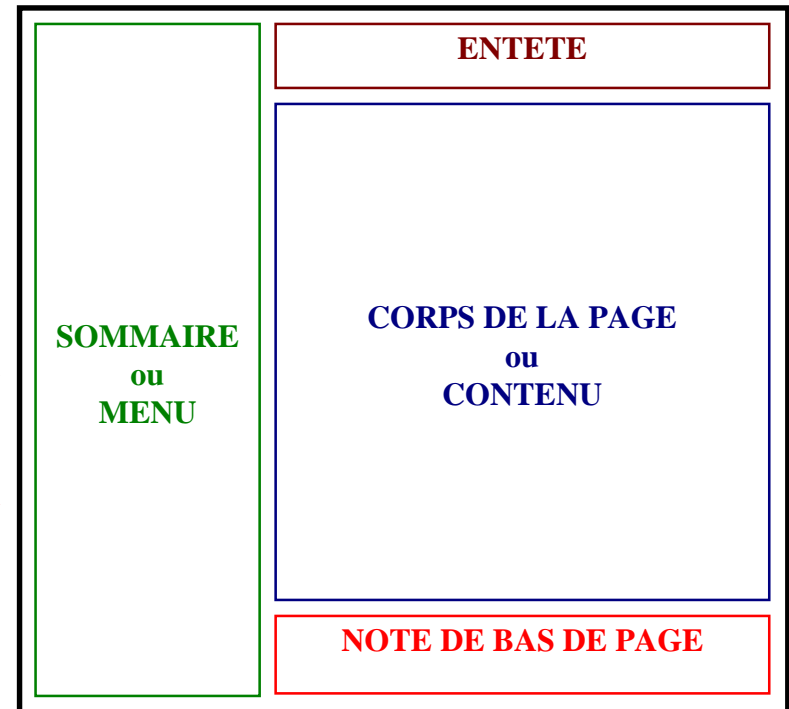 ENTETE
SOMMAIRE
ou
MENU
CORPS DE LA PAGE
ou
CONTENU
NOTE DE BAS DE PAGE